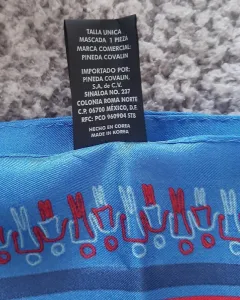 TALLA UNICA
MASCADA 1 PIEZA
MARCA COMERCIAL:
PINEDA COVALIN
IMPORTADO POR:
PINEDA COVALIN,
S.A. de C.V.
SINALOA NO. 237
COLONIA ROMA NORTE
C.P. 06700 MEXICO, D.F.
RFC: PCO 960904 5T8
HECHO EN COREA
MADE IN KOREA